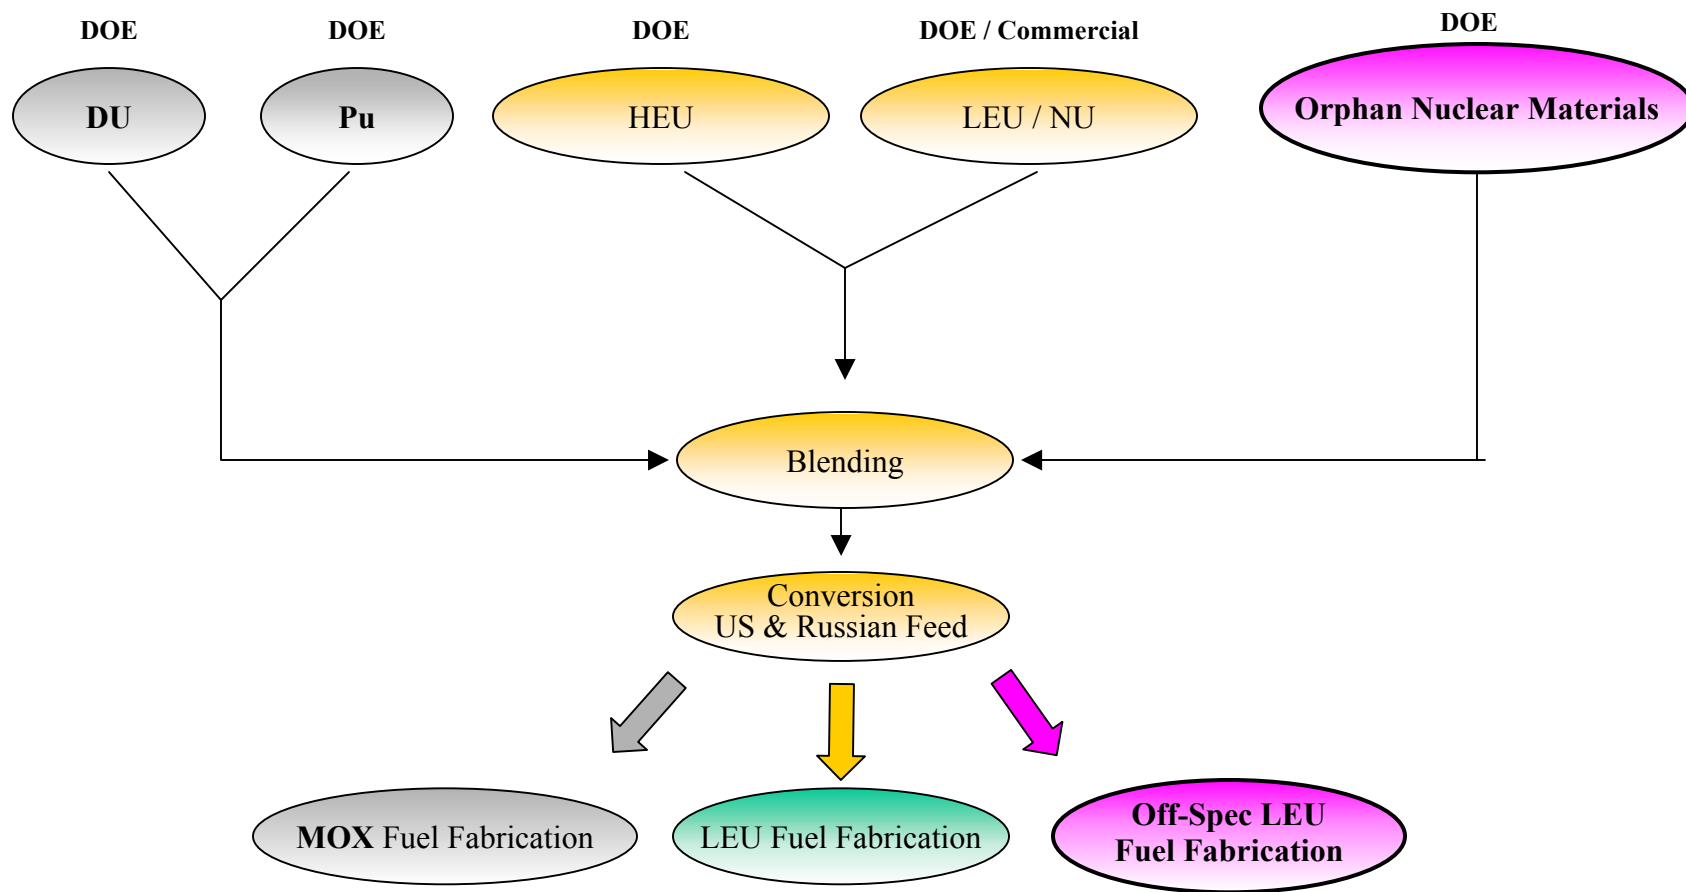 DOE
DOE
DOE
DOE / Commercial
DOE
DU
Pu
HEU
LEU / NU
Orphan Nuclear Materials
Blending
Conversion
US & Russian Feed
MOX Fuel Fabrication
LEU Fuel Fabrication
Off-Spec LEU
Fuel Fabrication